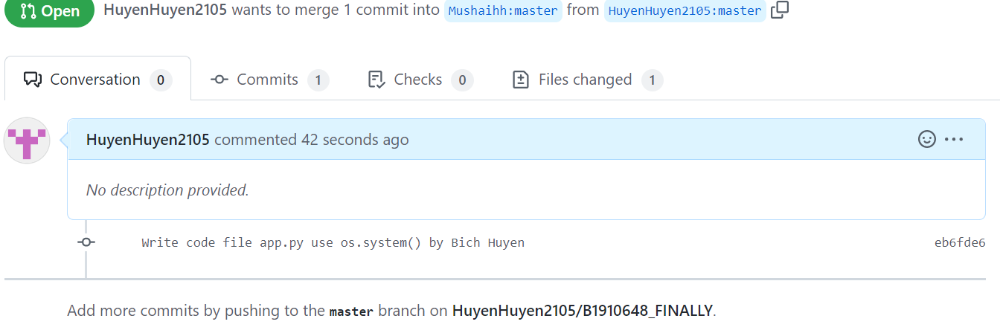 Open HuyenHuyen2105 wants to merge 1 commit into Mushaihh:master from HuyenHuyen2105:master
Conversation 0 Commits 1 Checks 0 Files changed 1
HuyenHuyen2105 commented 42 seconds ago
No description provided.
Write code file app.py use os.system() by Bich Huyen eb6fde6
Add more commits by pushing to the master branch on HuyenHuyen2105/B1910648_FINALLY.